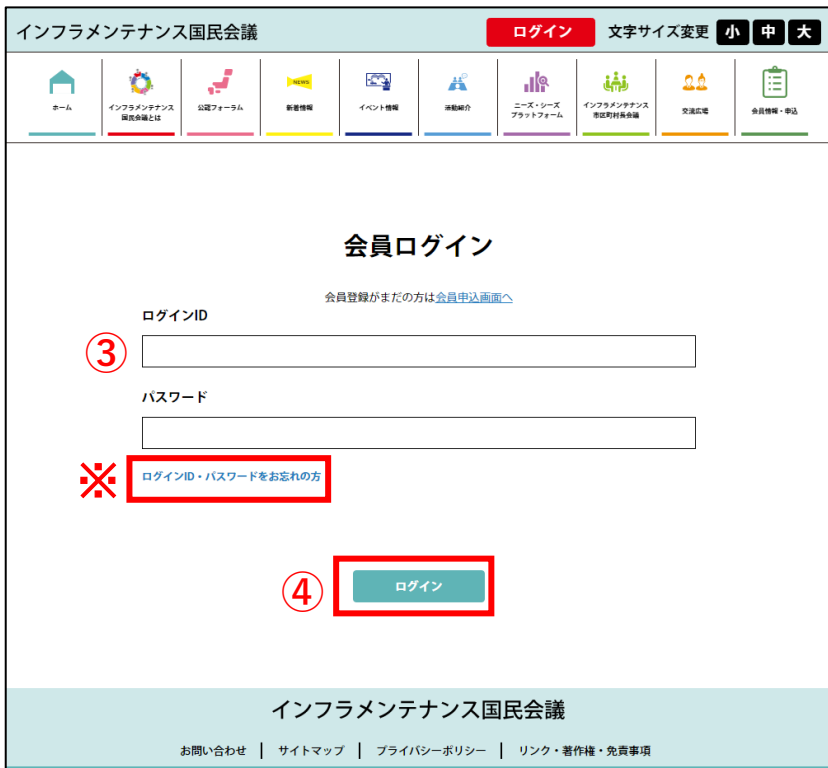 インフラメンテナンス国民会議
ログイン 文字サイズ変更 小 中 大
ホーム
インフラメンテナンス
国民会議とは
公認フォーラム
NEWS
新着情報
イベント情報
活動紹介
ニーズ・シーズ
プラットフォーム
インフラメンテナンス
市区町村長会議
交流広場
会員情報・申込
会員ログイン
会員登録がまだの方は会員申込画面へ
ログインID
③
パスワード
※ ログインID・パスワードをお忘れの方
④ ログイン
インフラメンテナンス国民会議
お問い合わせ | サイトマップ | プライバシーポリシー | リンク・著作権・免責事項